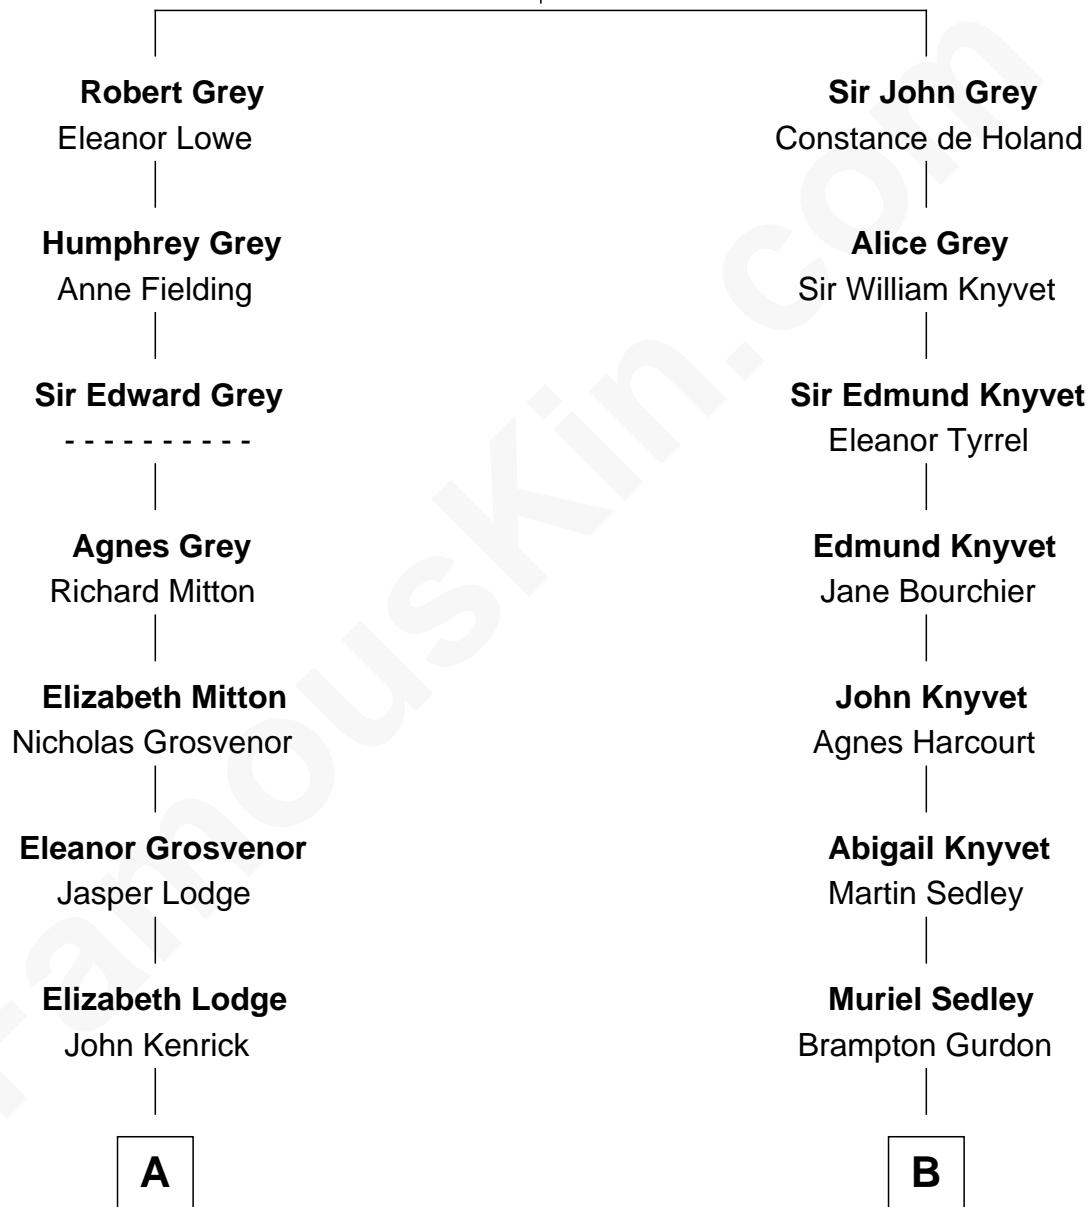 Robert Grey
Eleanor Lowe
Humphrey Grey
Anne Fielding
Sir Edward Grey
- - - - - - - - - -
Agnes Grey
Richard Mitton
Elizabeth Mitton
Nicholas Grosvenor
Eleanor Grosvenor
Jasper Lodge
Elizabeth Lodge
John Kenrick
A
Sir John Grey
Constance de Holand
Alice Grey
Sir William Knyvet
Sir Edmund Knyvet
Eleanor Tyrrel
Edmund Knyvet
Jane Bourchier
John Knyvet
Agnes Harcourt
Abigail Knyvet
Martin Sedley
Muriel Sedley
Brampton Gurdon
B
FamousKin.com